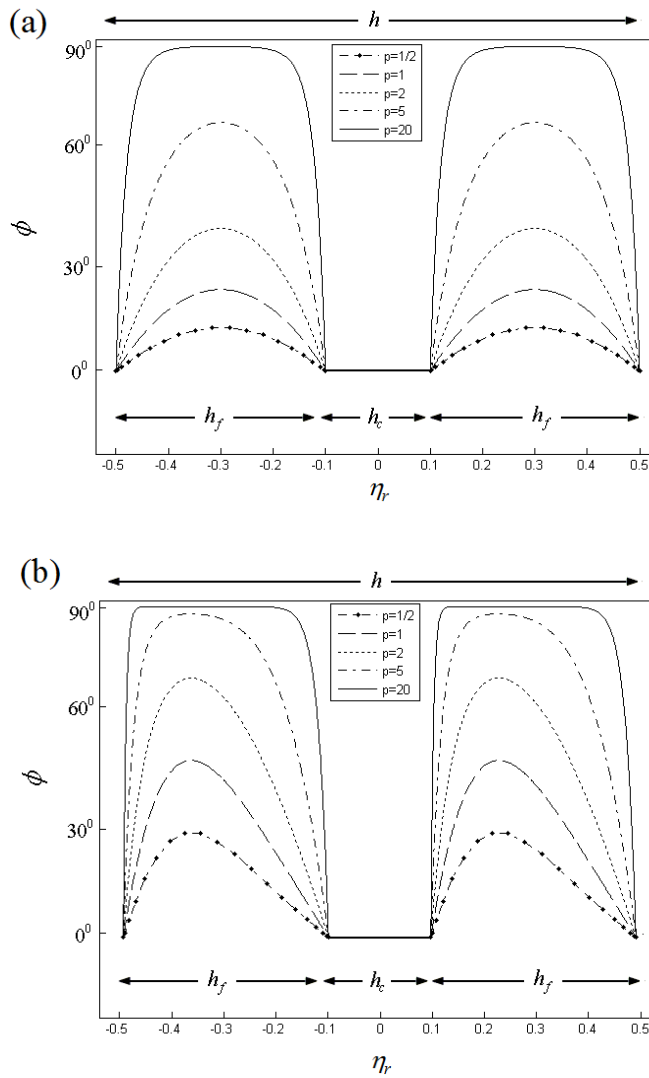 (a)
h
90⁰
p=1/2
p=1
p=2
p=5
p=20
60⁰
ϕ
30⁰
0⁰
h_f h_c h_f
-0.5 -0.4 -0.3 -0.2 -0.1 0 0.1 0.2 0.3 0.4 0.5
η_r
(b)
h
90⁰
p=1/2
p=1
p=2
p=5
p=20
60⁰
ϕ
30⁰
0⁰
h_f h_c h_f
-0.5 -0.4 -0.3 -0.2 -0.1 0 0.1 0.2 0.3 0.4 0.5
η_r